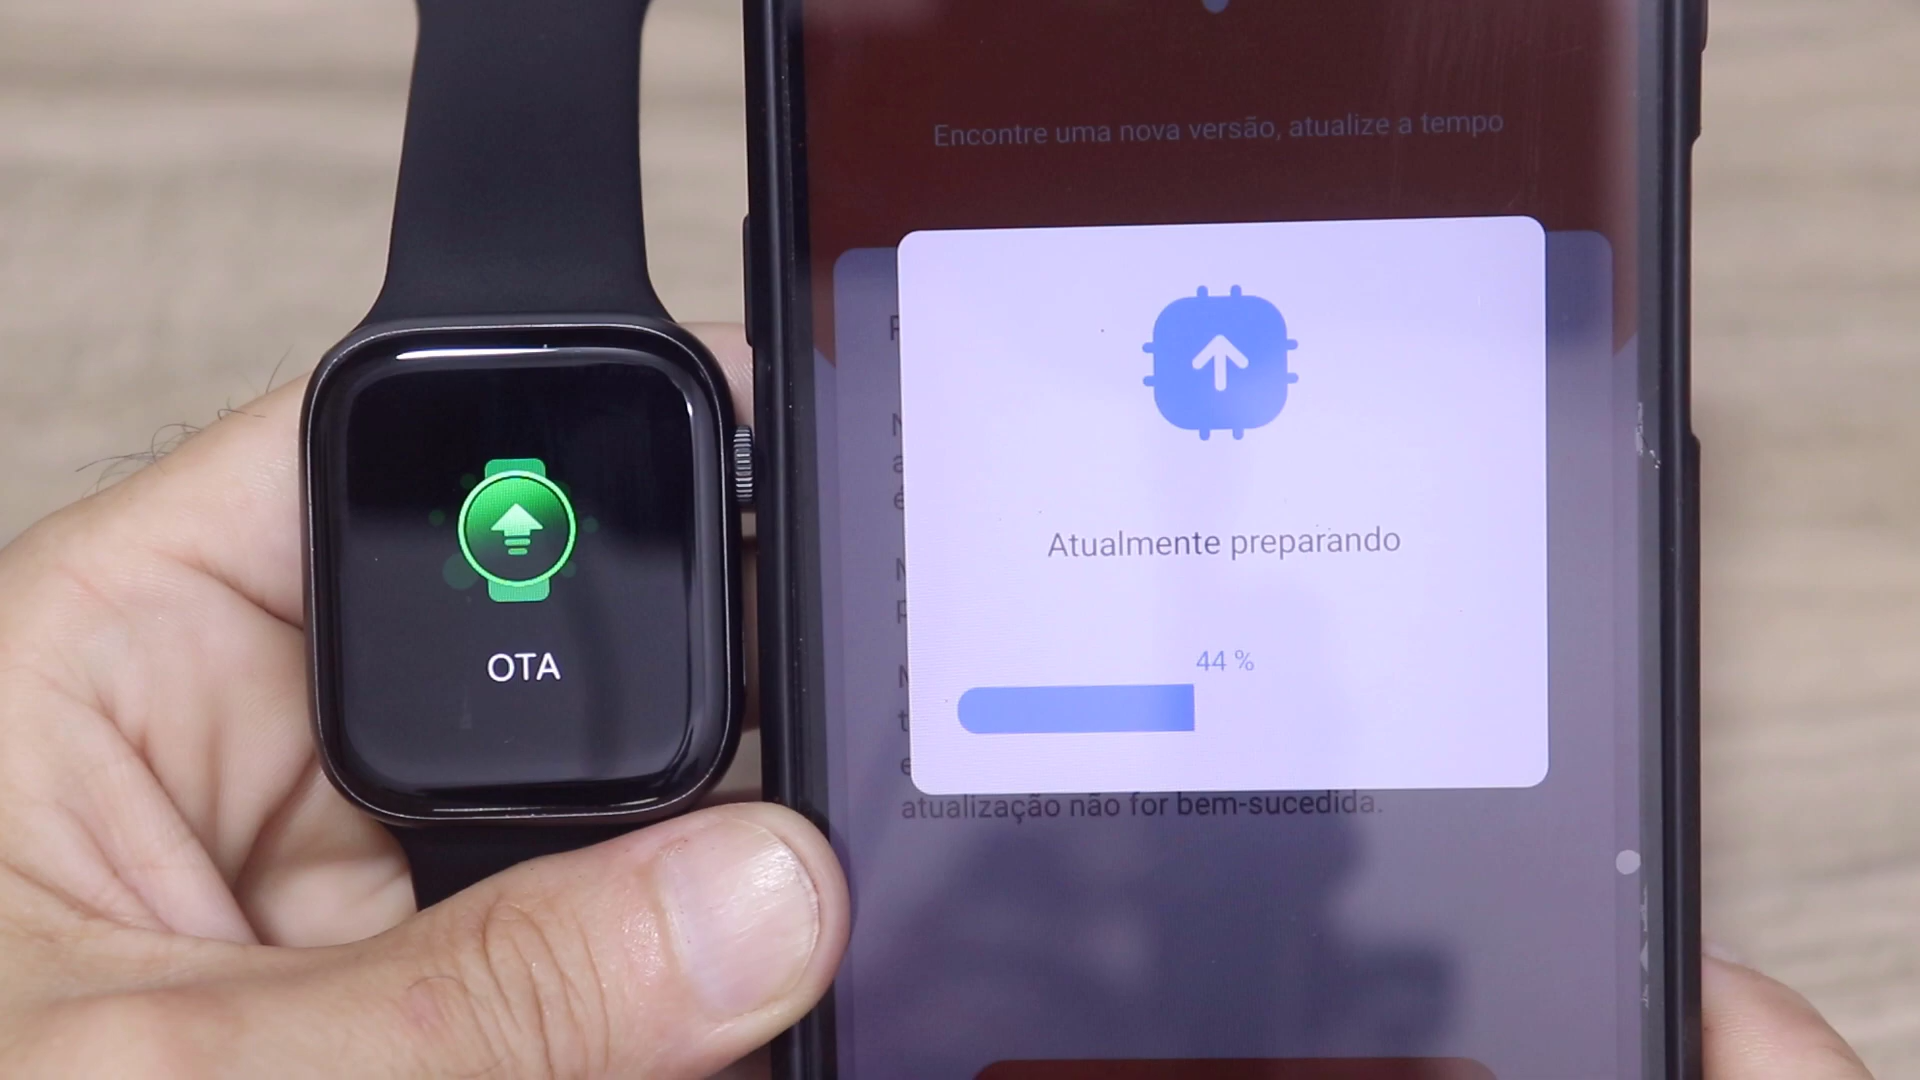 OTA
Encontre uma nova versão, atualize a tempo
Atualmente preparando
44 %
atualização não for bem-sucedida.